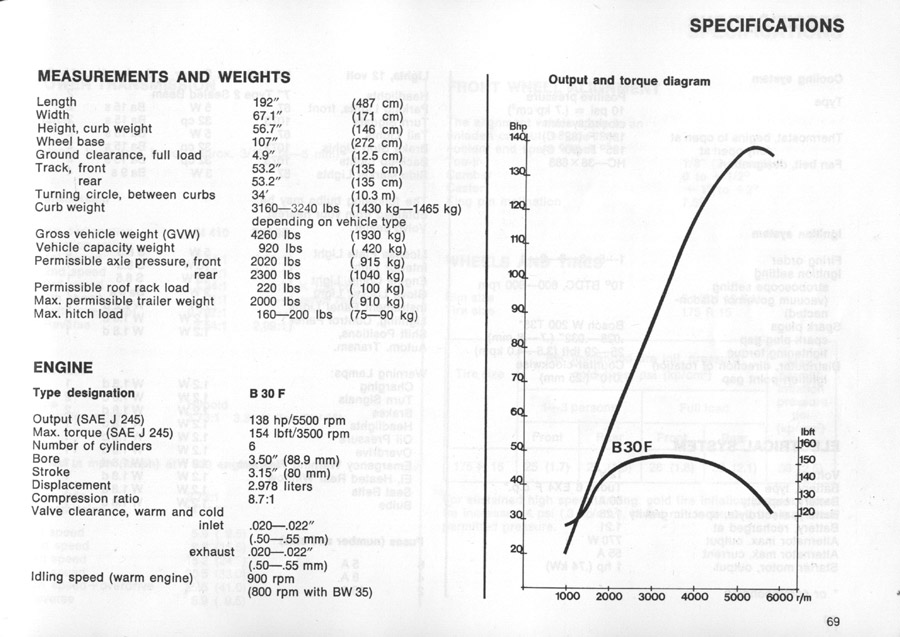 SPECIFICATIONS
MEASUREMENTS AND WEIGHTS
Length 192″ (487 cm)
Width 67.1″ (171 cm)
Height, curb weight 56.7″ (146 cm)
Wheel base 107″ (272 cm)
Ground clearance, full load 4.9″ (12.5 cm)
Track, front 53.2″ (135 cm)
rear 53.2″ (135 cm)
Turning circle, between curbs 34′ (10.3 m)
Curb weight 3160—3240 lbs (1430 kg—1465 kg)
depending on vehicle type
Gross vehicle weight (GVW) 4260 lbs (1930 kg)
Vehicle capacity weight 920 lbs ( 420 kg)
Permissible axle pressure, front 2020 lbs ( 915 kg)
rear 2300 lbs (1040 kg)
Permissible roof rack load 220 lbs ( 100 kg)
Max. permissible trailer weight 2000 lbs ( 910 kg)
Max. hitch load 160—200 lbs (75—90 kg)
ENGINE
Type designation B 30 F
Output (SAE J 245) 138 hp/5500 rpm
Max. torque (SAE J 245) 154 lbft/3500 rpm
Number of cylinders 6
Bore 3.50″ (88.9 mm)
Stroke 3.15″ (80 mm)
Displacement 2.978 liters
Compression ratio 8.7:1
Valve clearance, warm and cold
inlet .020—.022″
(.50—.55 mm)
exhaust .020—.022″
(.50—.55 mm)
Idling speed (warm engine) 900 rpm
(800 rpm with BW 35)
Output and torque diagram
Bhp
140
130
120
110
100
90
80
70
60
50
40
30
20
B30F
lbft
160
150
140
130
120
1000 2000 3000 4000 5000 6000 r/m
69